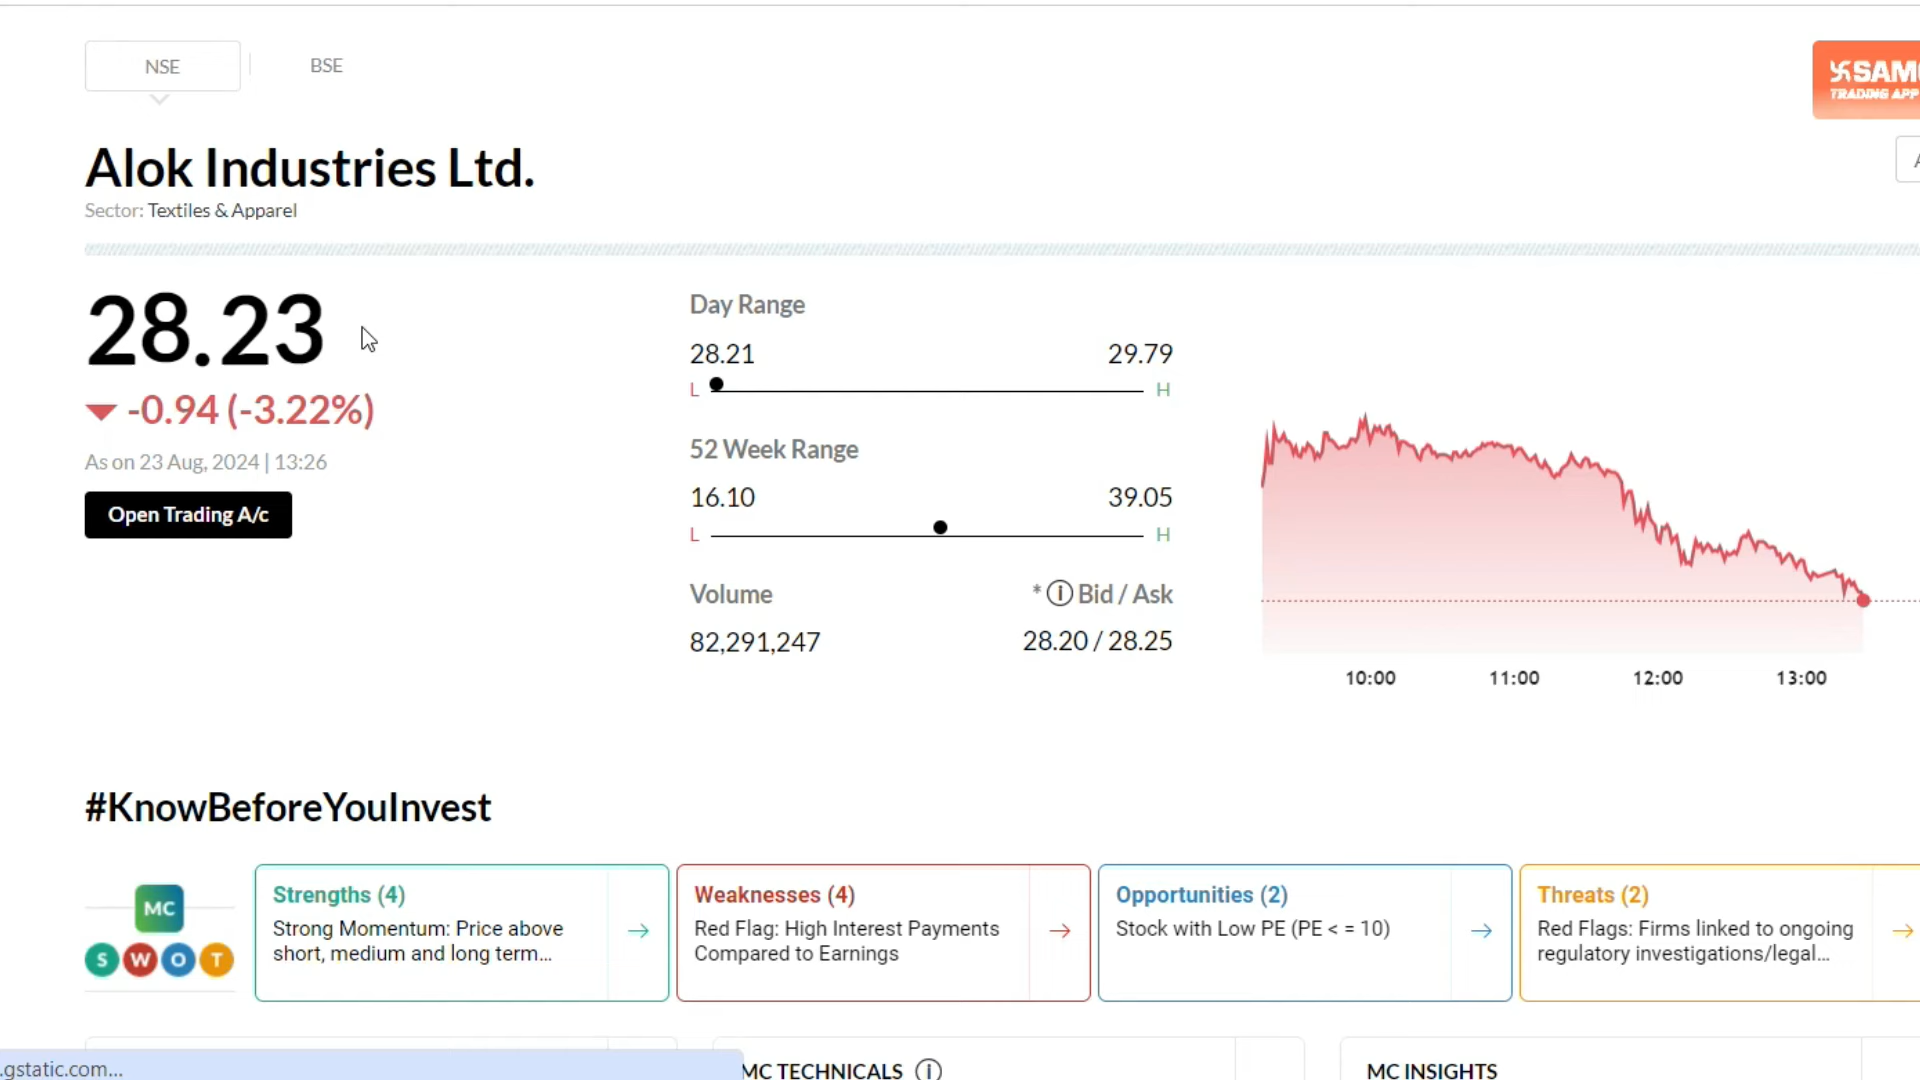 NSE
BSE
TRADING APP
Alok Industries Ltd.
Sector: Textiles & Apparel
28.23
-0.94 (-3.22%)
As on 23 Aug, 2024 | 13:26
Open Trading A/c
Day Range
28.21 29.79
L H
52 Week Range
16.10 39.05
L H
Volume * i Bid / Ask
82,291,247 28.20 / 28.25
10:00 11:00 12:00 13:00
#KnowBeforeYouInvest
MC
S W O T
Strengths (4)
Strong Momentum: Price above
short, medium and long term...
Weaknesses (4)
Red Flag: High Interest Payments
Compared to Earnings
Opportunities (2)
Stock with Low PE (PE < = 10)
Threats (2)
Red Flags: Firms linked to ongoing
regulatory investigations/legal...
.gstatic.com...
MC TECHNICALS i
MC INSIGHTS